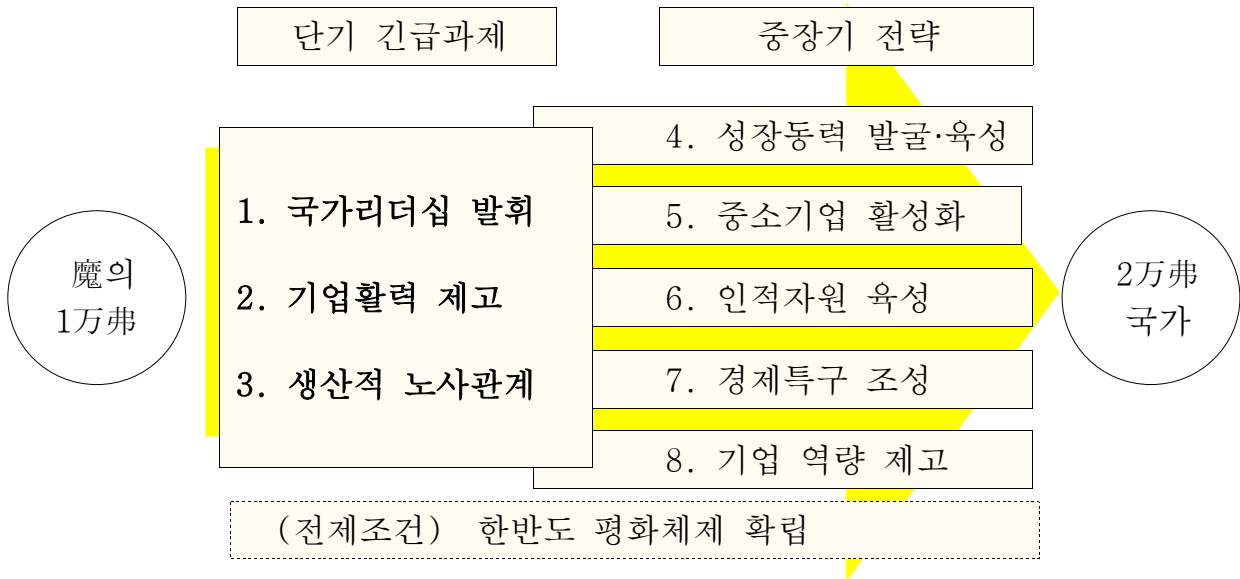 단기 긴급과제
중장기 전략
魔의
1万弗
1. 국가리더십 발휘
2. 기업활력 제고
3. 생산적 노사관계
4. 성장동력 발굴·육성
5. 중소기업 활성화
6. 인적자원 육성
7. 경제특구 조성
8. 기업 역량 제고
2万弗
국가
(전제조건) 한반도 평화체제 확립